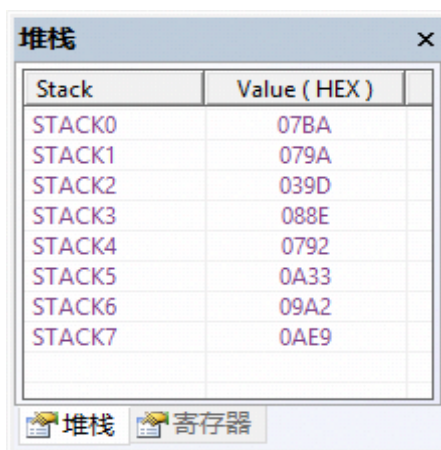 堆栈
Stack Value ( HEX )
STACK0 07BA
STACK1 079A
STACK2 039D
STACK3 088E
STACK4 0792
STACK5 0A33
STACK6 09A2
STACK7 0AE9
堆栈 寄存器